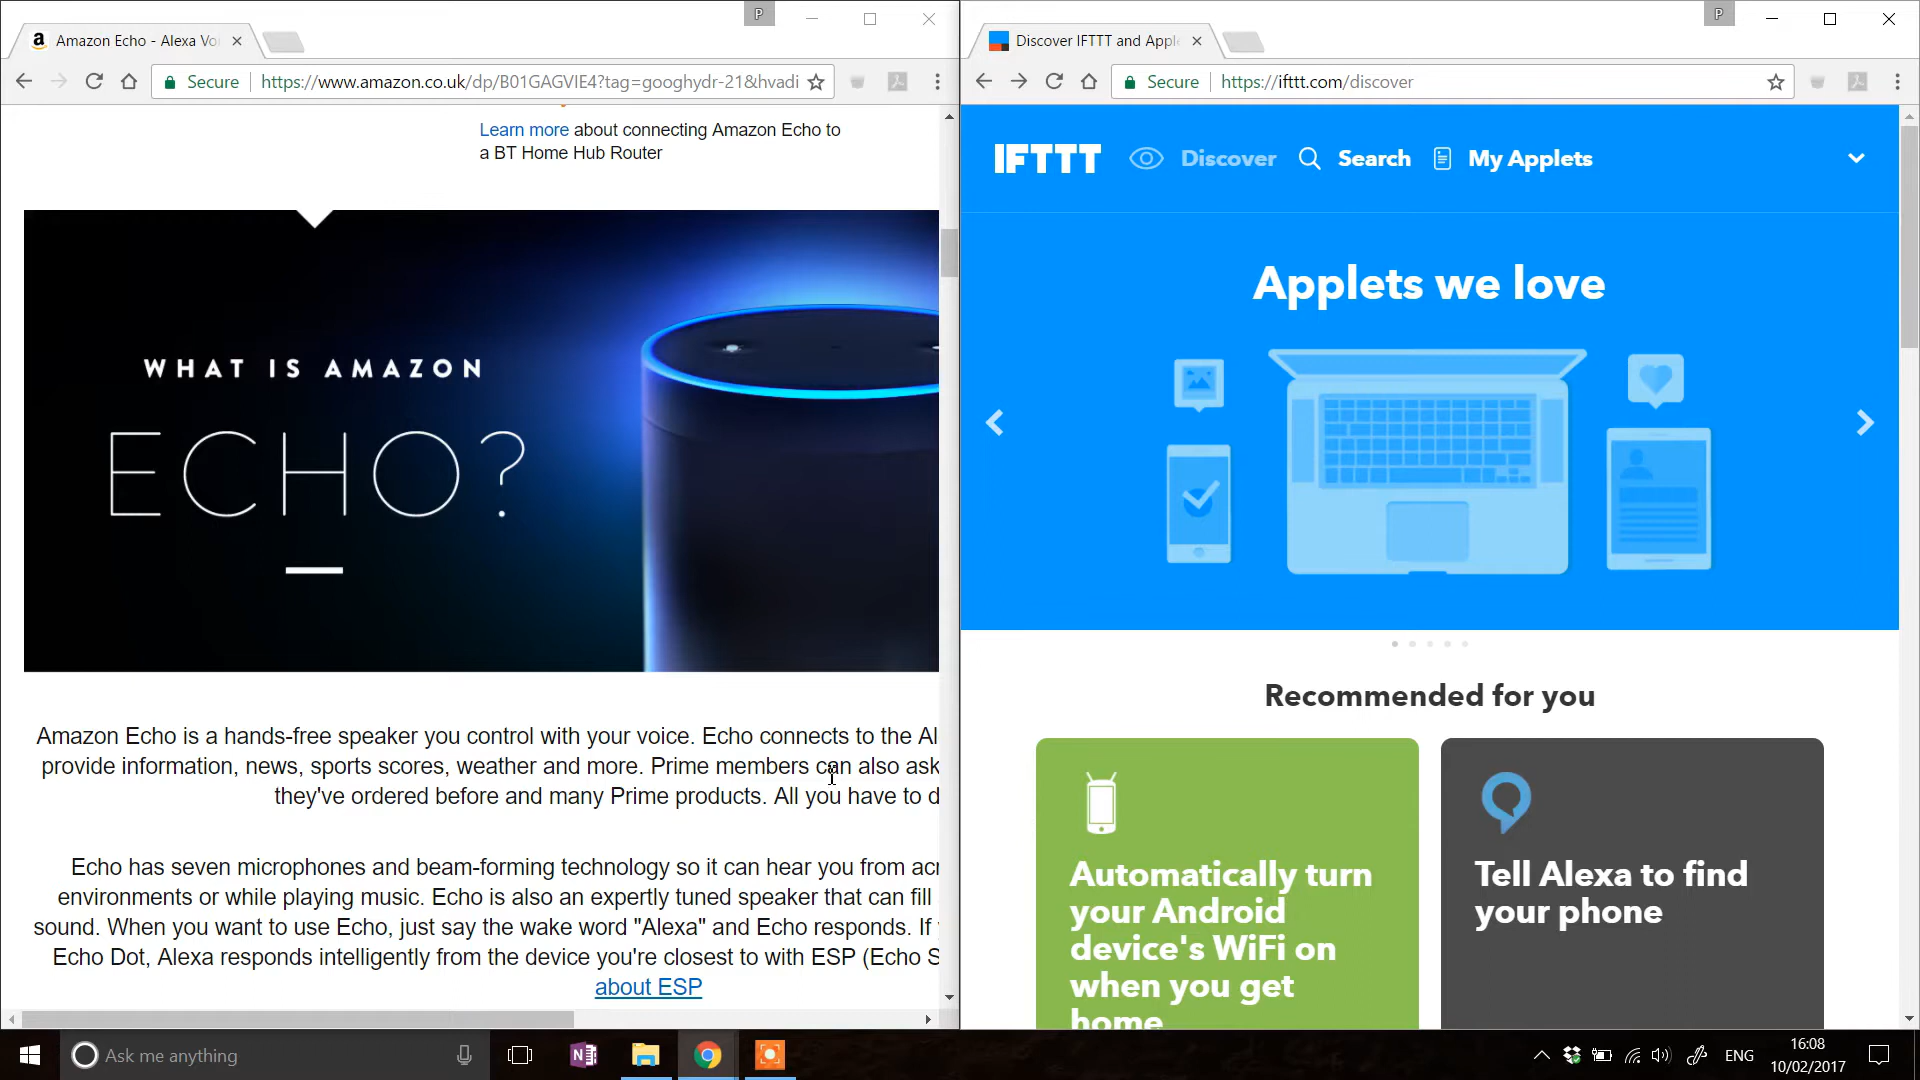 P
Amazon Echo - Alexa Vo
Secure
https://www.amazon.co.uk/dp/B01GAGVIE4?tag=googhydr-21&hvadi
Learn more about connecting Amazon Echo to
a BT Home Hub Router
WHAT IS AMAZON
ECHO?
Amazon Echo is a hands-free speaker you control with your voice. Echo connects to the Al
provide information, news, sports scores, weather and more. Prime members can also ask
they've ordered before and many Prime products. All you have to d
Echo has seven microphones and beam-forming technology so it can hear you from acr
environments or while playing music. Echo is also an expertly tuned speaker that can fill
sound. When you want to use Echo, just say the wake word "Alexa" and Echo responds. If
Echo Dot, Alexa responds intelligently from the device you're closest to with ESP (Echo S
about ESP
P
Discover IFTTT and Apple
Secure
https://ifttt.com/discover
IFTTT
Discover
Search
My Applets
Applets we love
Recommended for you
Automatically turn
your Android
device's WiFi on
when you get
home
Tell Alexa to find
your phone
Ask me anything
N
ENG
16:08
10/02/2017